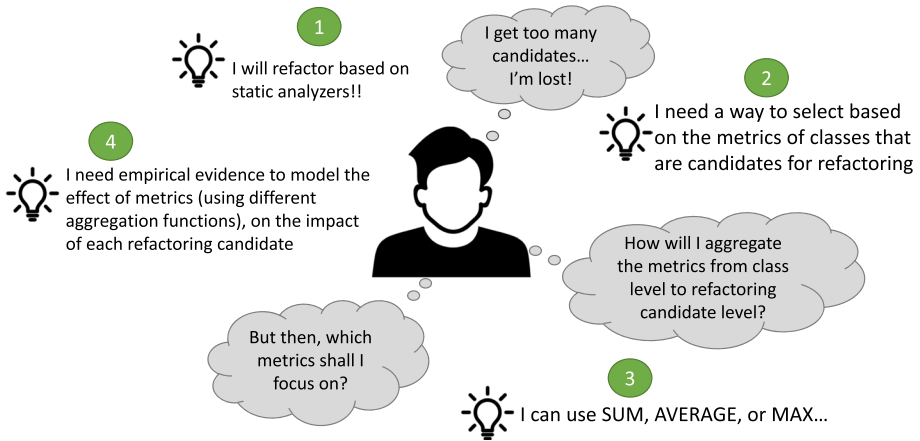 1
I will refactor based on
static analyzers!!
I get too many
candidates...
I'm lost!
2
I need a way to select based
on the metrics of classes that
are candidates for refactoring
How will I aggregate
the metrics from class
level to refactoring
candidate level?
3
I can use SUM, AVERAGE, or MAX...
But then, which
metrics shall I
focus on?
4
I need empirical evidence to model the
effect of metrics (using different
aggregation functions), on the impact
of each refactoring candidate